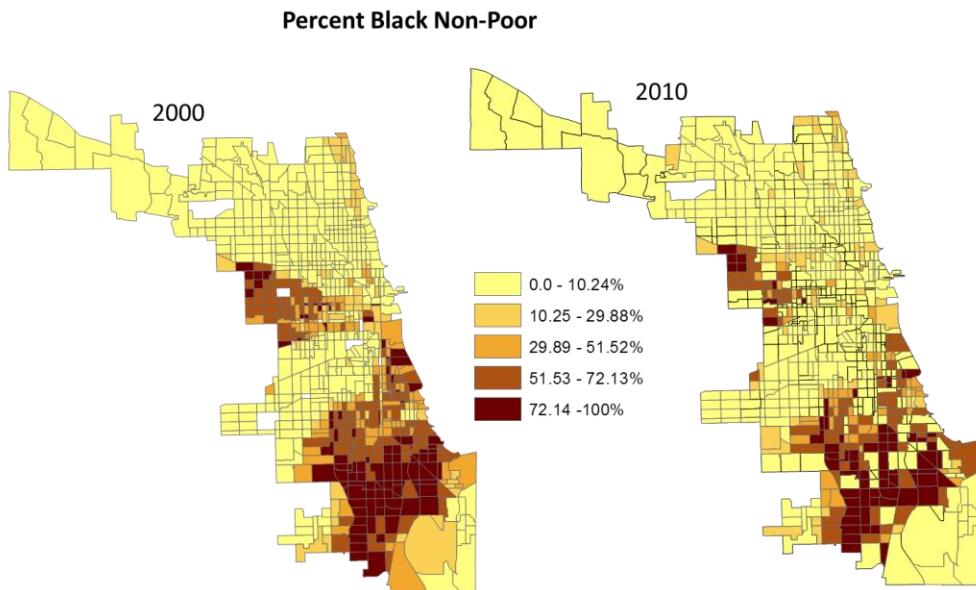 Percent Black Non-Poor
2000
2010
0.0 - 10.24%
10.25 - 29.88%
29.89 - 51.52%
51.53 - 72.13%
72.14 -100%